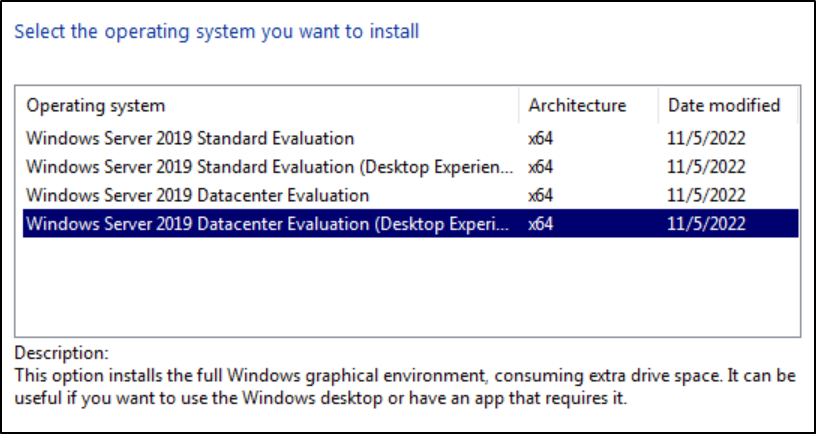 Select the operating system you want to install
Operating system Architecture Date modified
Windows Server 2019 Standard Evaluation x64 11/5/2022
Windows Server 2019 Standard Evaluation (Desktop Experien... x64 11/5/2022
Windows Server 2019 Datacenter Evaluation x64 11/5/2022
Windows Server 2019 Datacenter Evaluation (Desktop Experi... x64 11/5/2022
Description:
This option installs the full Windows graphical environment, consuming extra drive space. It can be
useful if you want to use the Windows desktop or have an app that requires it.